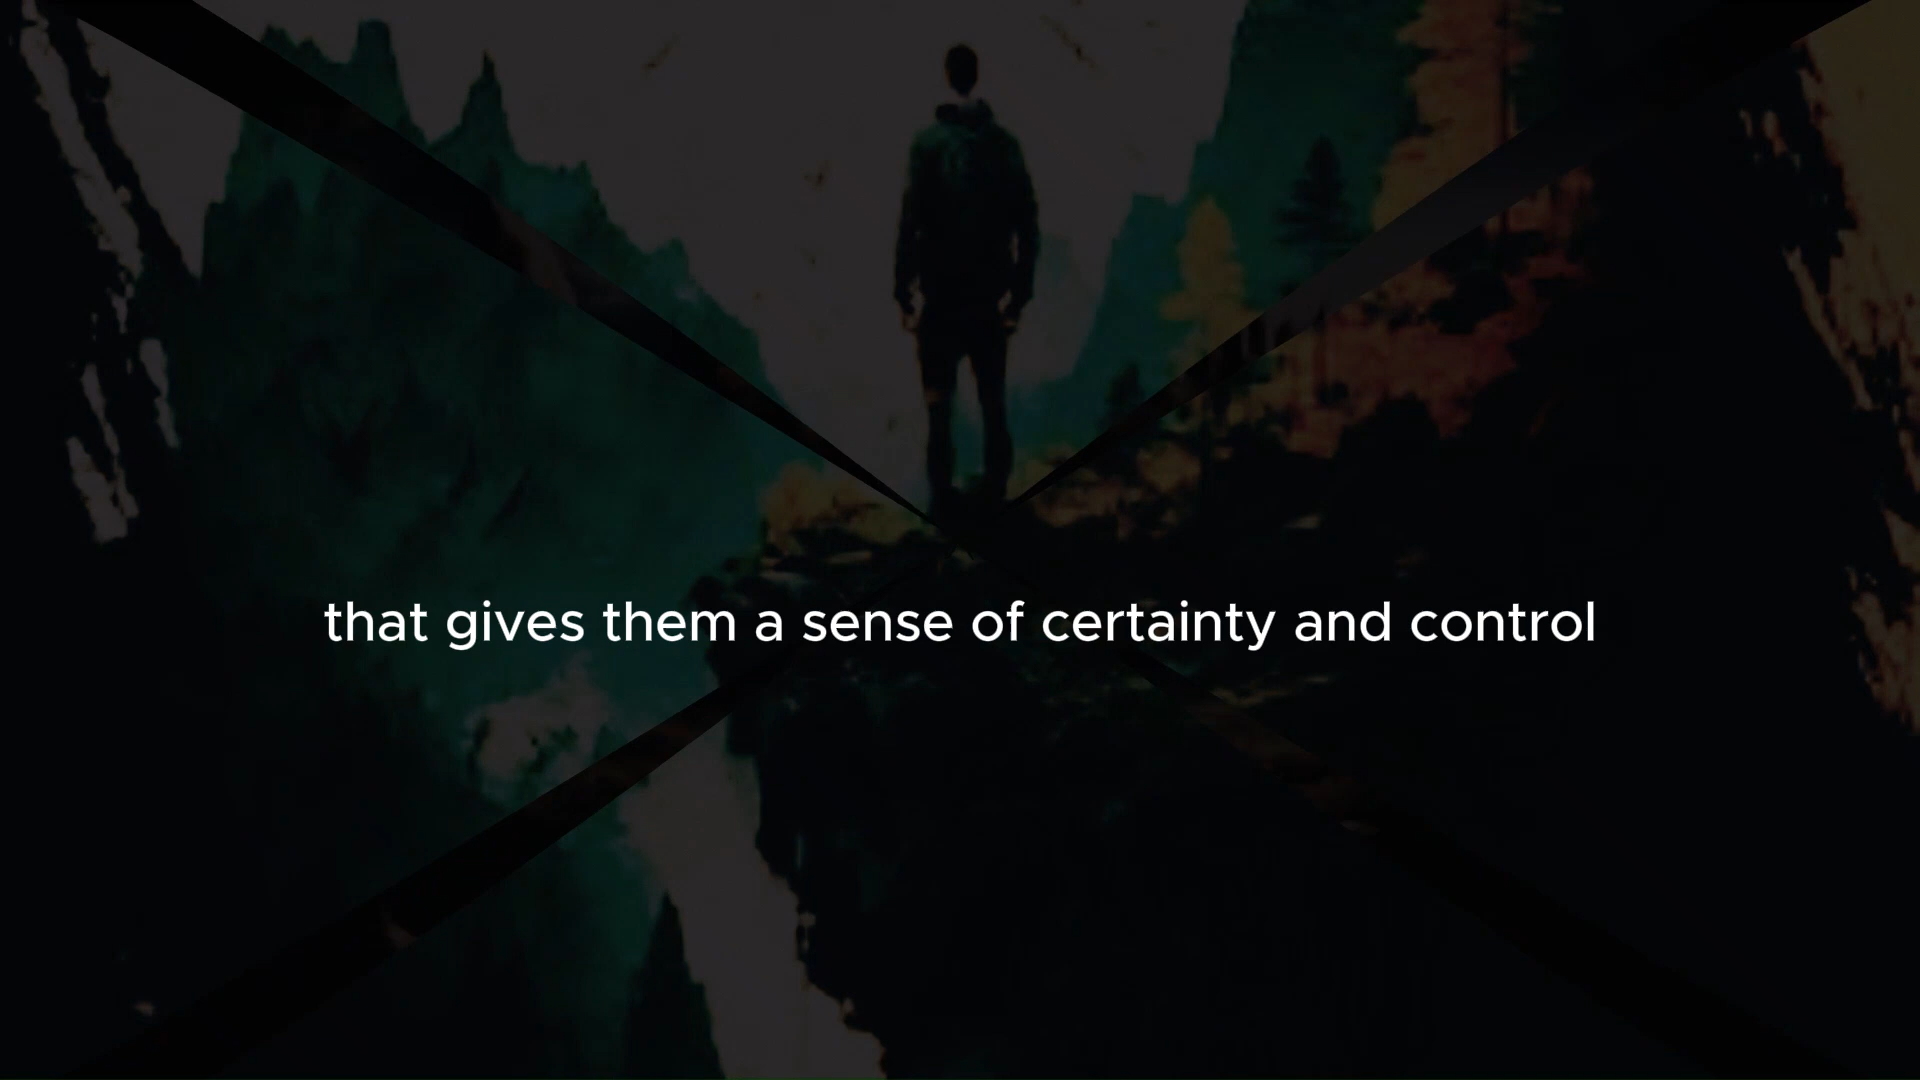 that gives them a sense of certainty and control